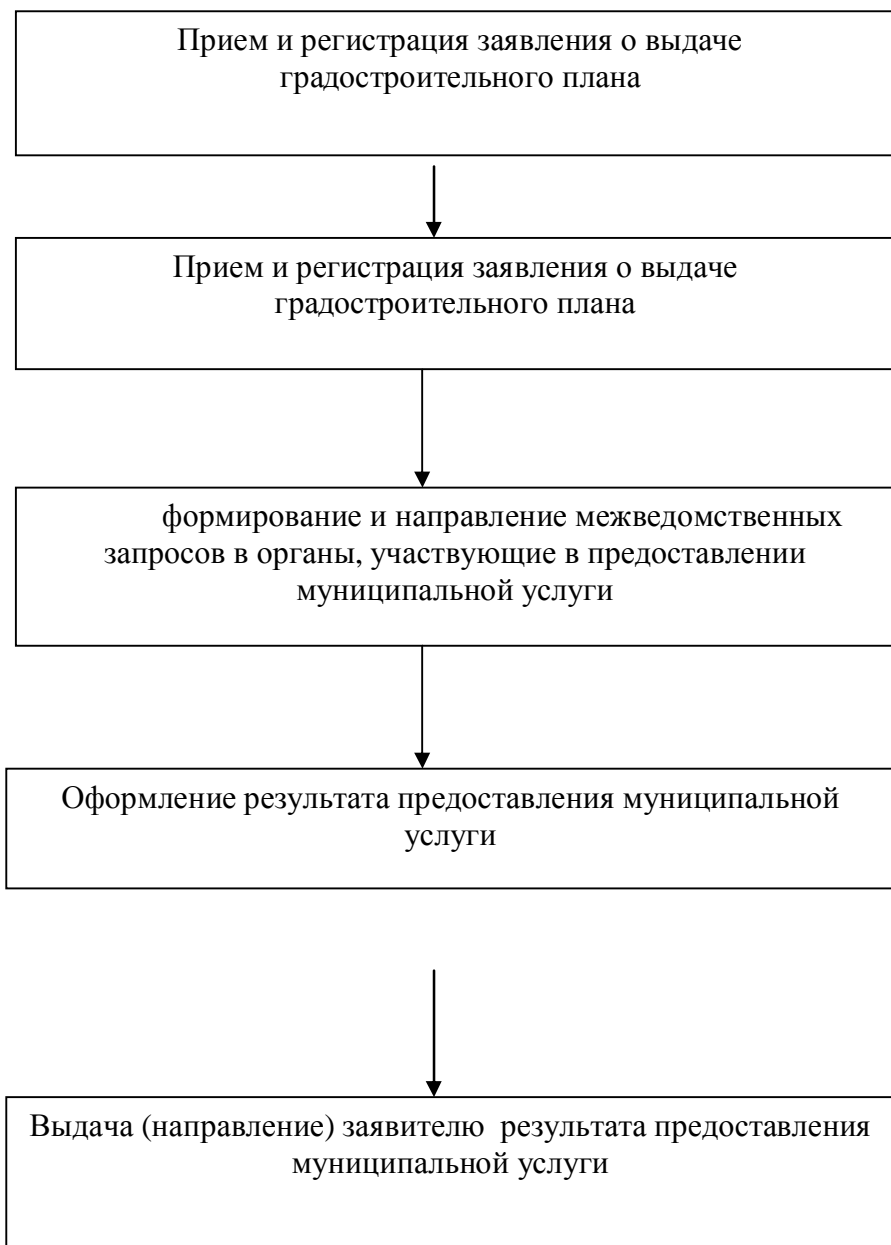 Прием и регистрация заявления о выдаче
градостроительного плана
Прием и регистрация заявления о выдаче
градостроительного плана
формирование и направление межведомственных
запросов в органы, участвующие в предоставлении
муниципальной услуги
Оформление результата предоставления муниципальной
услуги
Выдача (направление) заявителю результата предоставления
муниципальной услуги